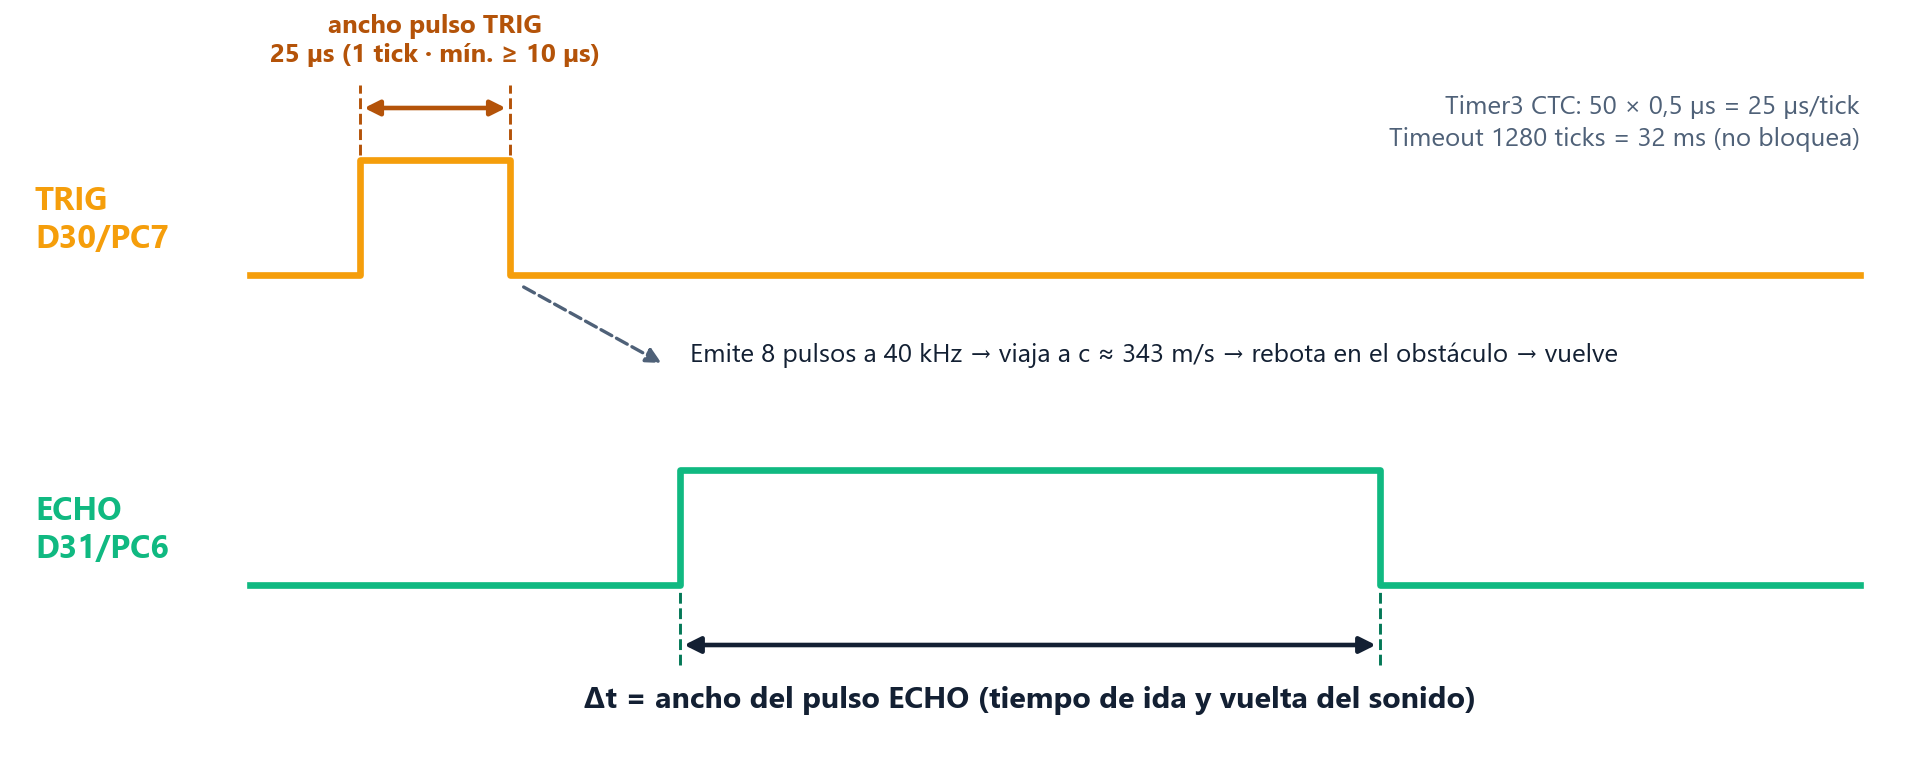 ancho pulso TRIG
25 µs (1 tick · mín. ≥ 10 µs)
Timer3 CTC: 50 × 0,5 µs = 25 µs/tick
Timeout 1280 ticks = 32 ms (no bloquea)
TRIG
D30/PC7
Emite 8 pulsos a 40 kHz → viaja a c ≈ 343 m/s → rebota en el obstáculo → vuelve
ECHO
D31/PC6
Δt = ancho del pulso ECHO (tiempo de ida y vuelta del sonido)